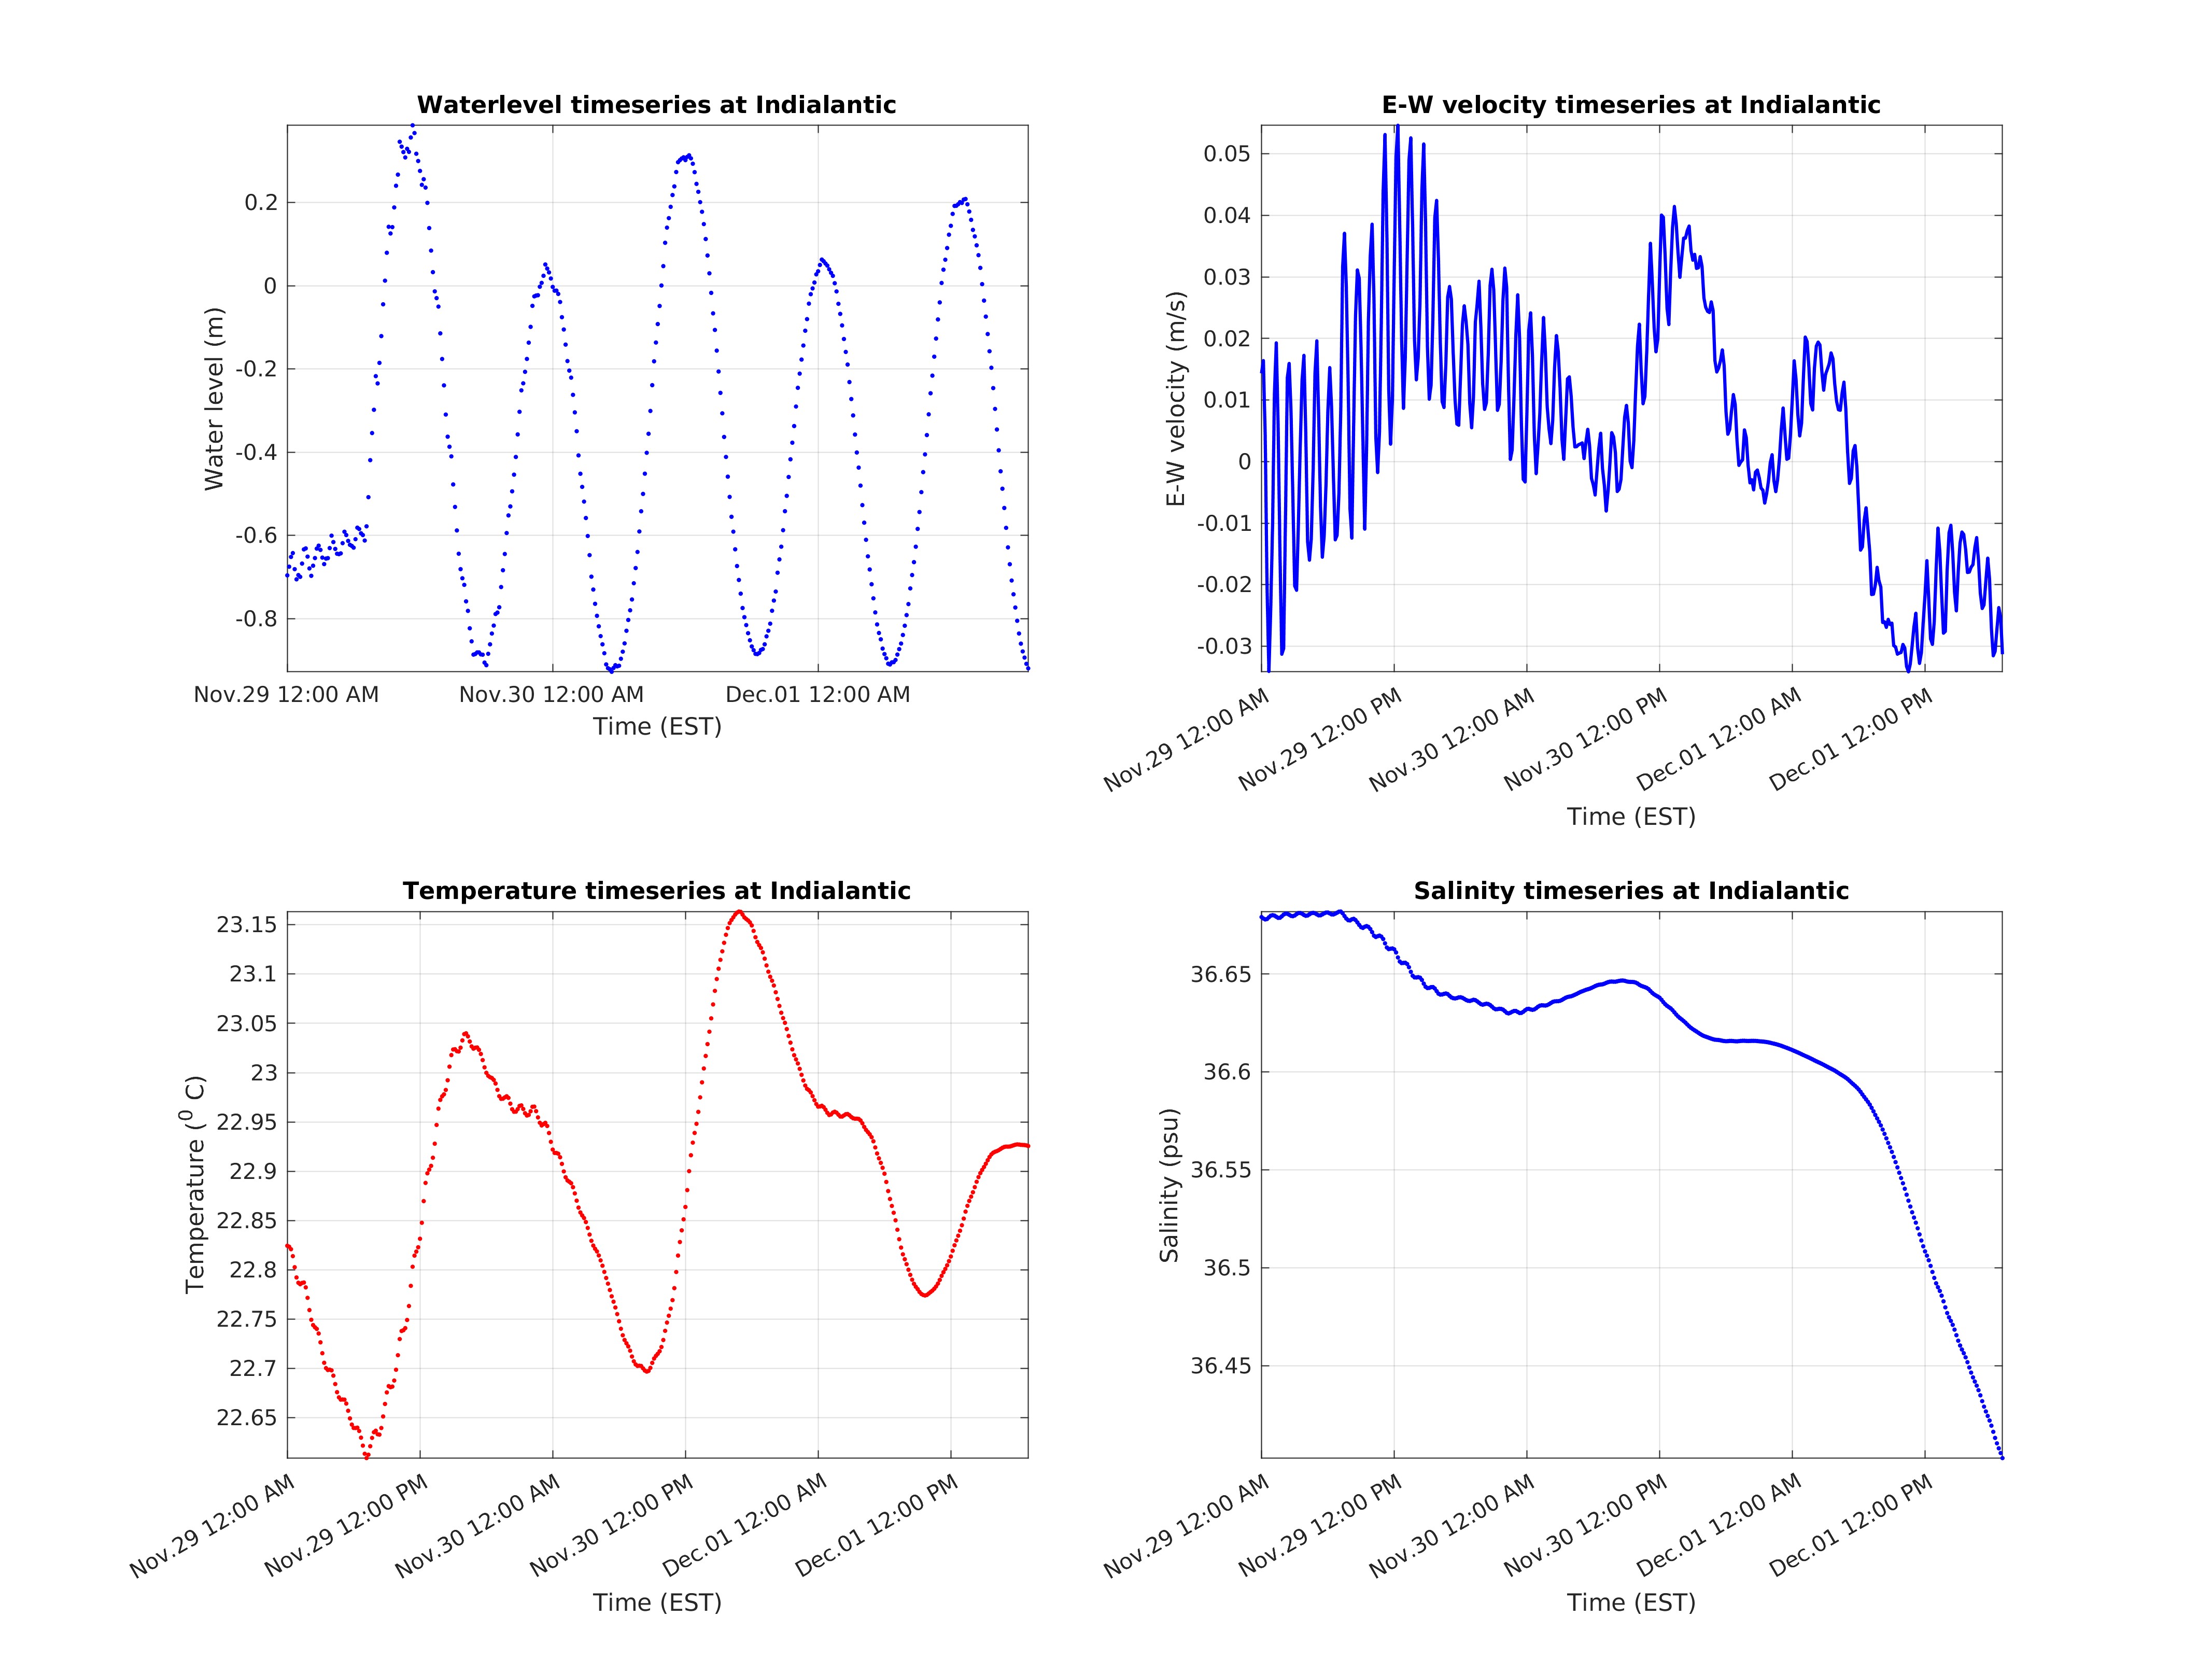 Waterlevel timeseries at Indialantic
0.2
0
-0.2
-0.4
-0.6
-0.8
Water level (m)
Nov.29 12:00 AM
Nov.30 12:00 AM
Dec.01 12:00 AM
Time (EST)
E-W velocity timeseries at Indialantic
0.05
0.04
0.03
0.02
0.01
0
-0.01
-0.02
-0.03
E-W velocity (m/s)
Nov.29 12:00 AM
Nov.29 12:00 PM
Nov.30 12:00 AM
Nov.30 12:00 PM
Dec.01 12:00 AM
Dec.01 12:00 PM
Time (EST)
Temperature timeseries at Indialantic
23.15
23.1
23.05
23
22.95
22.9
22.85
22.8
22.75
22.7
22.65
Temperature (⁰ C)
Nov.29 12:00 AM
Nov.29 12:00 PM
Nov.30 12:00 AM
Nov.30 12:00 PM
Dec.01 12:00 AM
Dec.01 12:00 PM
Time (EST)
Salinity timeseries at Indialantic
36.65
36.6
36.55
36.5
36.45
Salinity (psu)
Nov.29 12:00 AM
Nov.29 12:00 PM
Nov.30 12:00 AM
Nov.30 12:00 PM
Dec.01 12:00 AM
Dec.01 12:00 PM
Time (EST)